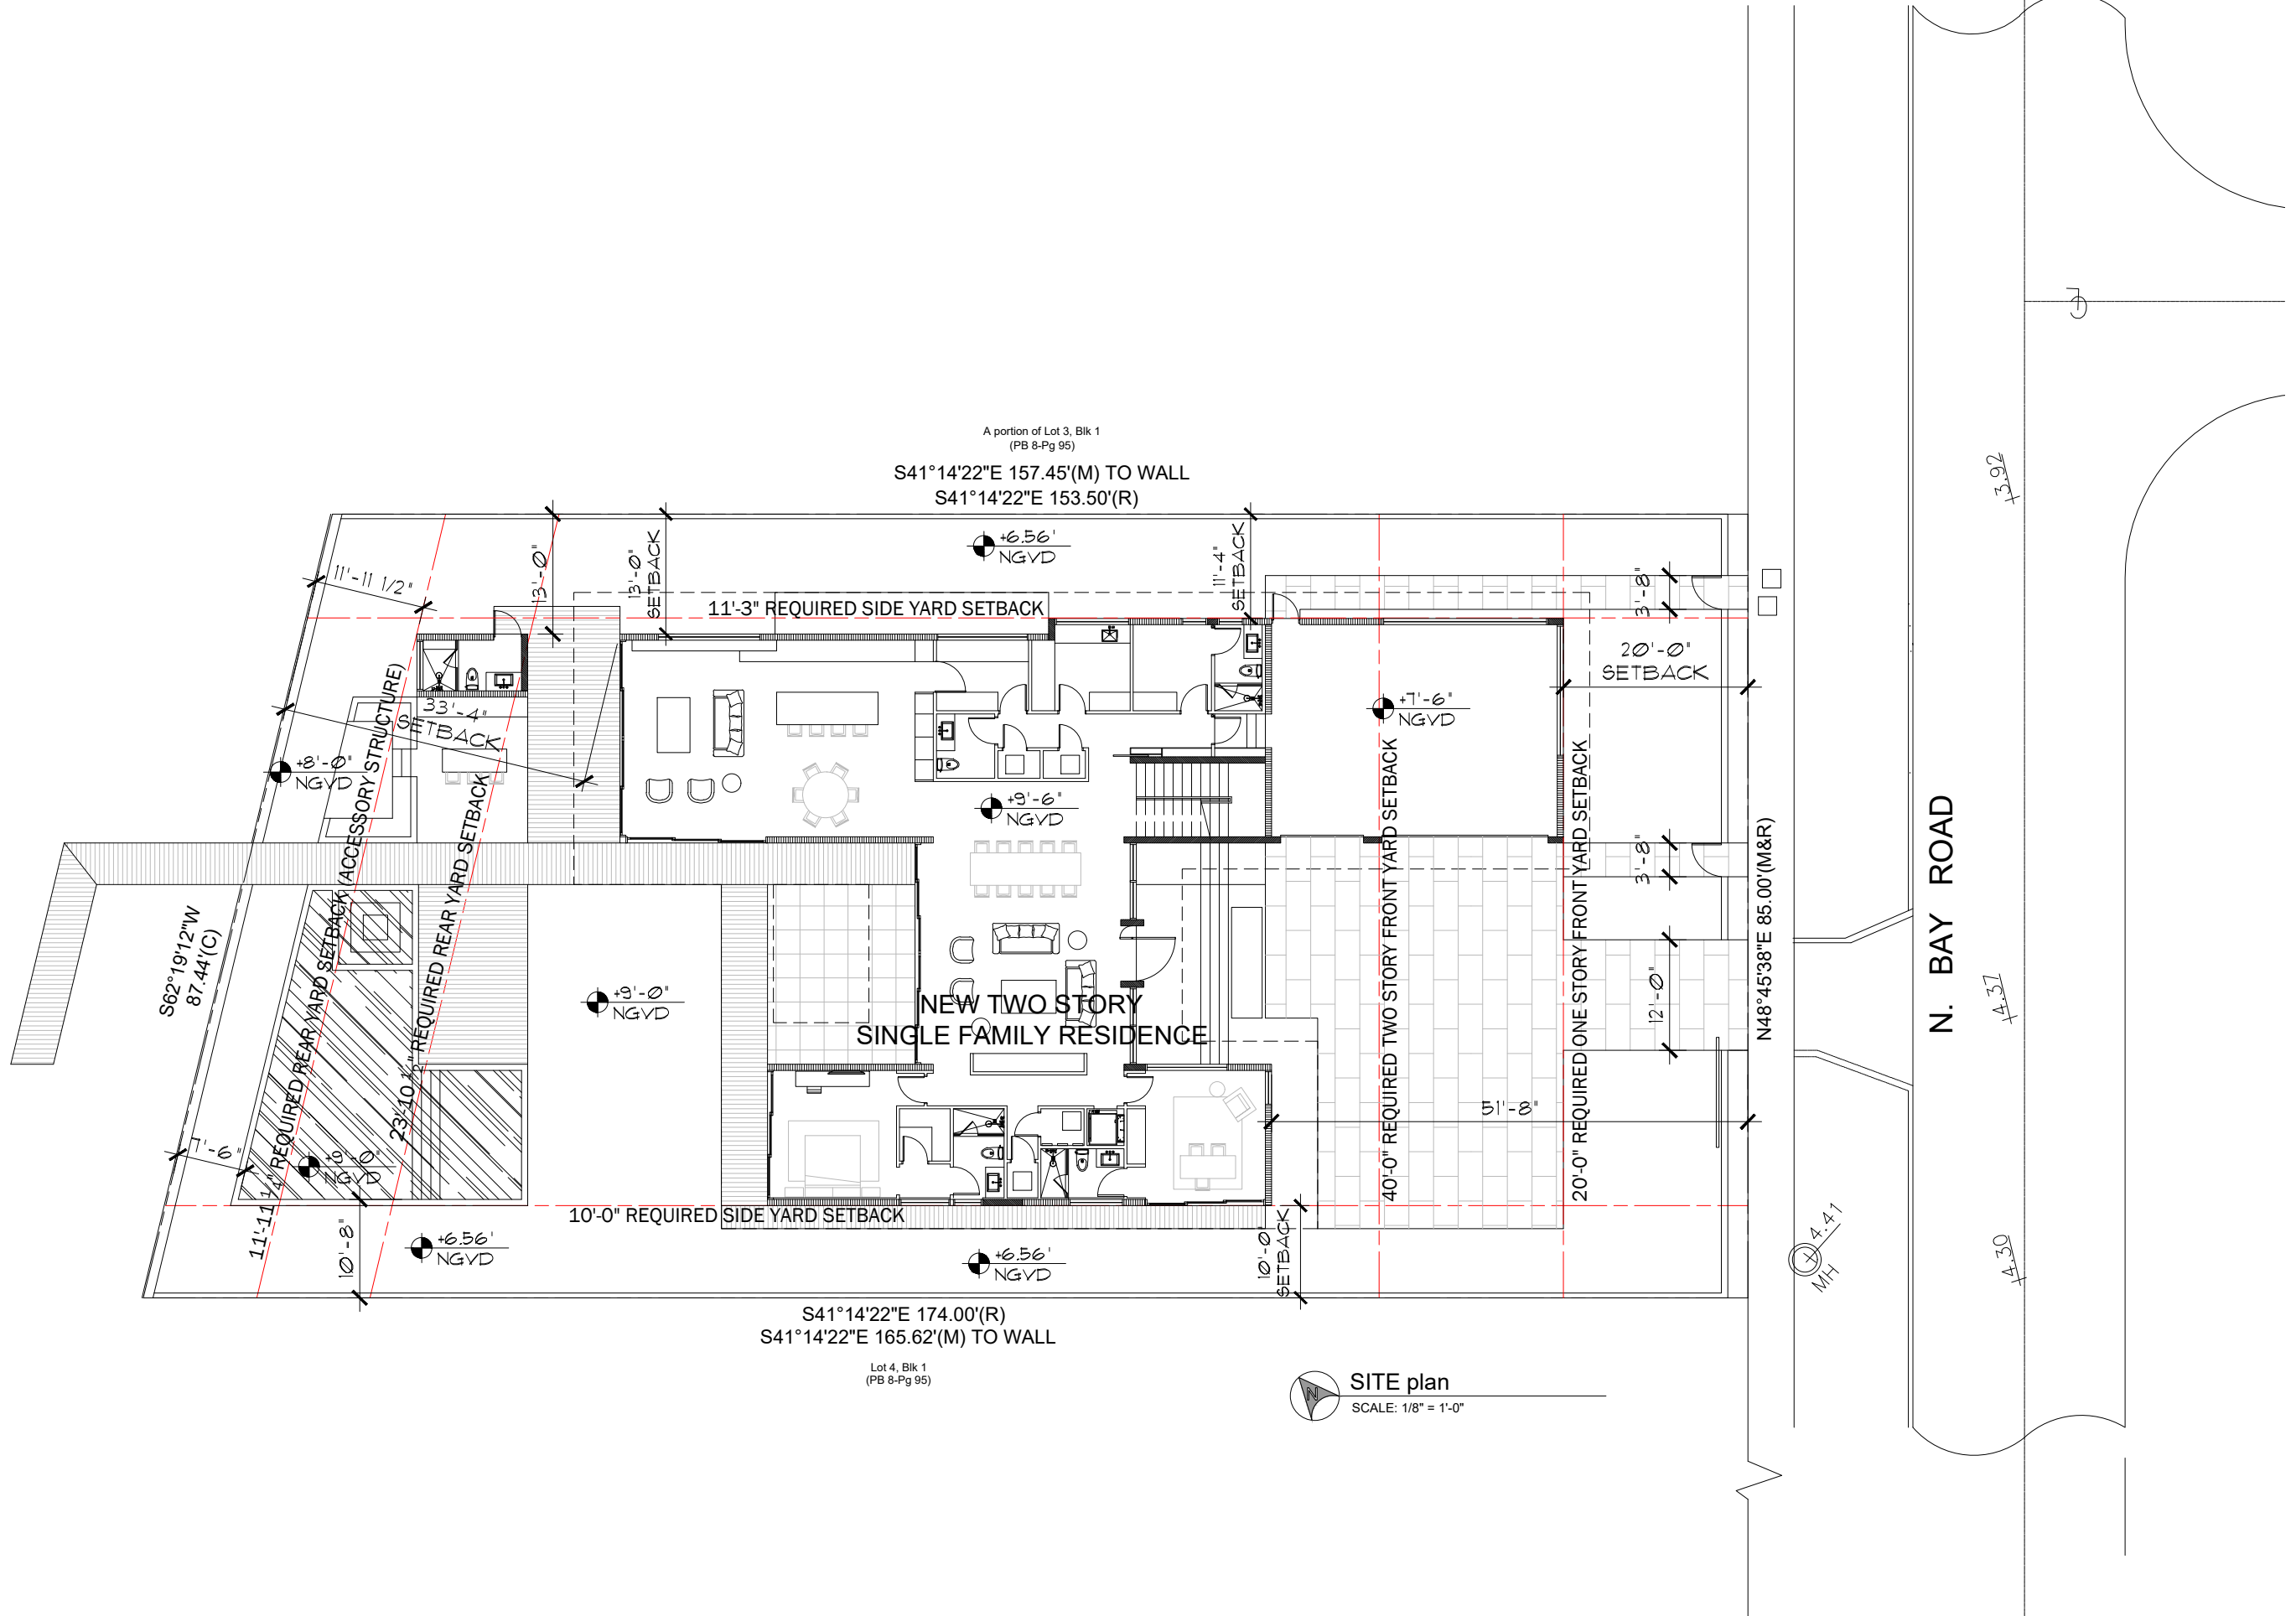 A portion of Lot 3, Blk 1
(PB 8-Pg 95)
S41°14'22"E 157.45'(M) TO WALL
S41°14'22"E 153.50'(R)
3.92
+6.56'
NGVD
13'-0"
13'-0"
SETBACK
11'-4"
SETBACK
11'-11 1/2"
3'-8"
11'-3" REQUIRED SIDE YARD SETBACK
20'-0"
SETBACK
33'-4"
SETBACK
+7'-6"
NGVD
+8'-0"
NGVD
+9'-6"
NGVD
3'-8"
11'-11 1/4" REQUIRED REAR YARD SETBACK (ACCESSORY STRUCTURE)
23'-10 1/2" REQUIRED REAR YARD SETBACK
40'-0" REQUIRED TWO STORY FRONT YARD SETBACK
20'-0" REQUIRED ONE STORY FRONT YARD SETBACK
N48°45'38"E 85.00'(M&R)
N. BAY ROAD
S62°19'12"W
87.44'(C)
+9'-0"
NGVD
NEW TWO STORY
SINGLE FAMILY RESIDENCE
12'-0"
4.37
51'-8"
7'-6"
+9'-0"
NGVD
10'-0" REQUIRED SIDE YARD SETBACK
10'-8"
+6.56'
NGVD
+6.56'
NGVD
10'-0"
SETBACK
4.41
MH
4.30
S41°14'22"E 174.00'(R)
S41°14'22"E 165.62'(M) TO WALL
Lot 4, Blk 1
(PB 8-Pg 95)
N
SITE plan
SCALE: 1/8" = 1'-0"